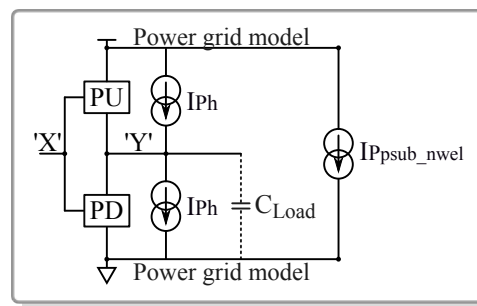 Power grid model
PU
IPh
'X'
'Y'
IPpsub_nwel
PD
IPh
CLoad
Power grid model